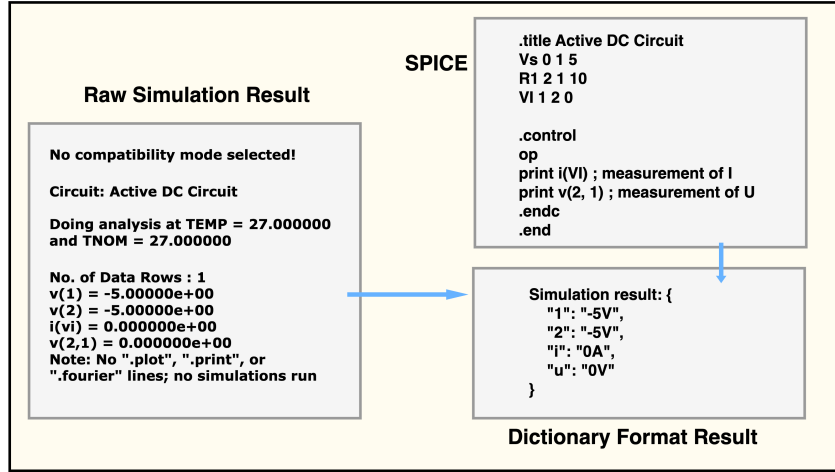 Raw Simulation Result
No compatibility mode selected!
Circuit: Active DC Circuit
Doing analysis at TEMP = 27.000000
and TNOM = 27.000000
No. of Data Rows : 1
v(1) = -5.00000e+00
v(2) = -5.00000e+00
i(vi) = 0.000000e+00
v(2,1) = 0.000000e+00
Note: No ".plot", ".print", or
".fourier" lines; no simulations run
SPICE
.title Active DC Circuit
Vs 0 1 5
R1 2 1 10
VI 1 2 0
.control
op
print i(VI) ; measurement of I
print v(2, 1) ; measurement of U
.endc
.end
Simulation result: {
"1": "-5V",
"2": "-5V",
"i": "0A",
"u": "0V"
}
Dictionary Format Result